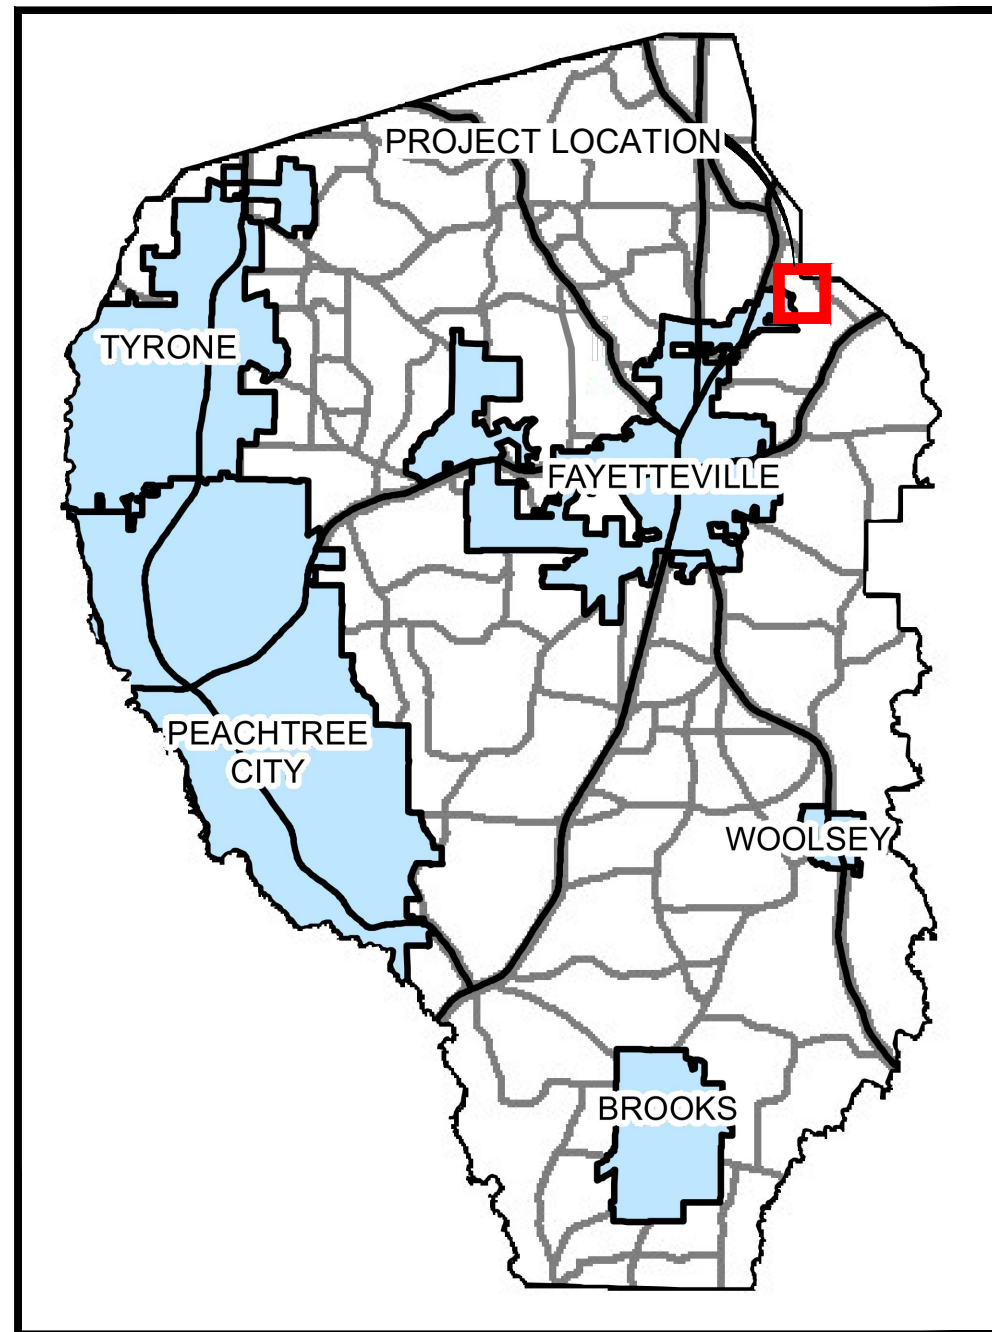 PROJECT LOCATION
TYRONE
FAYETTEVILLE
PEACHTREE
CITY
WOOLSEY
BROOKS